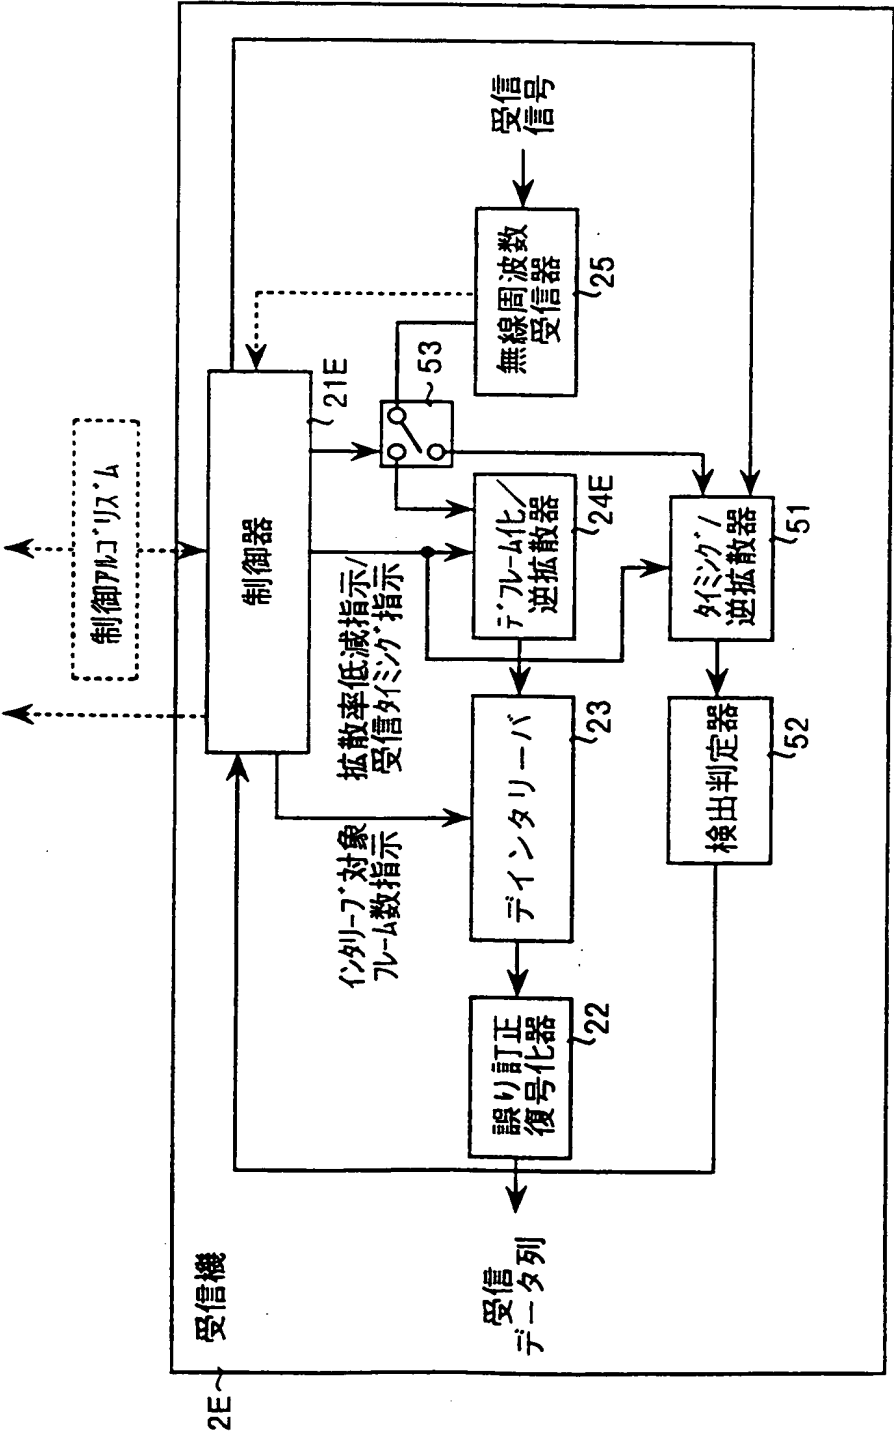 2E
受信機
制御アルゴリズム
制御器
21E
インタリーブ対象
フレーム数指示
拡散率低減指示/
受信タイミング指示
53
受信
データ列
誤り訂正
復号化器
22
デインタリーバ
23
デフレーム化/
逆拡散器
24E
無線周波数
受信器
25
受信
信号
検出判定器
52
タイミング/
逆拡散器
51